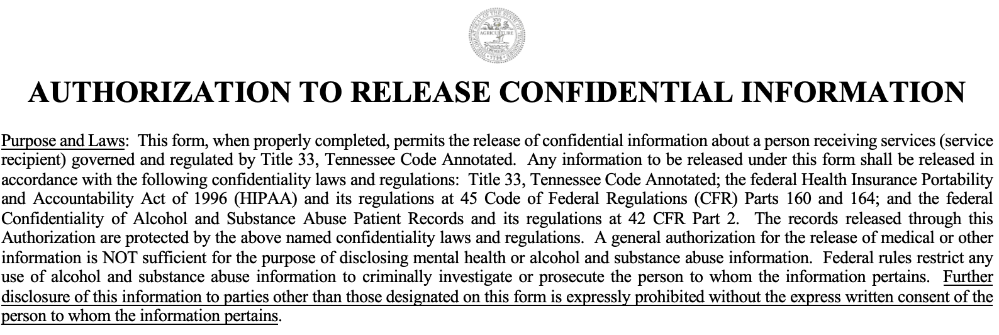 THE GREAT SEAL OF THE STATE OF TENNESSEE
XVI
AGRICULTURE
COMMERCE
1796
AUTHORIZATION TO RELEASE CONFIDENTIAL INFORMATION
Purpose and Laws: This form, when properly completed, permits the release of confidential information about a person receiving services (service
recipient) governed and regulated by Title 33, Tennessee Code Annotated. Any information to be released under this form shall be released in
accordance with the following confidentiality laws and regulations: Title 33, Tennessee Code Annotated; the federal Health Insurance Portability
and Accountability Act of 1996 (HIPAA) and its regulations at 45 Code of Federal Regulations (CFR) Parts 160 and 164; and the federal
Confidentiality of Alcohol and Substance Abuse Patient Records and its regulations at 42 CFR Part 2. The records released through this
Authorization are protected by the above named confidentiality laws and regulations. A general authorization for the release of medical or other
information is NOT sufficient for the purpose of disclosing mental health or alcohol and substance abuse information. Federal rules restrict any
use of alcohol and substance abuse information to criminally investigate or prosecute the person to whom the information pertains. Further
disclosure of this information to parties other than those designated on this form is expressly prohibited without the express written consent of the
person to whom the information pertains.